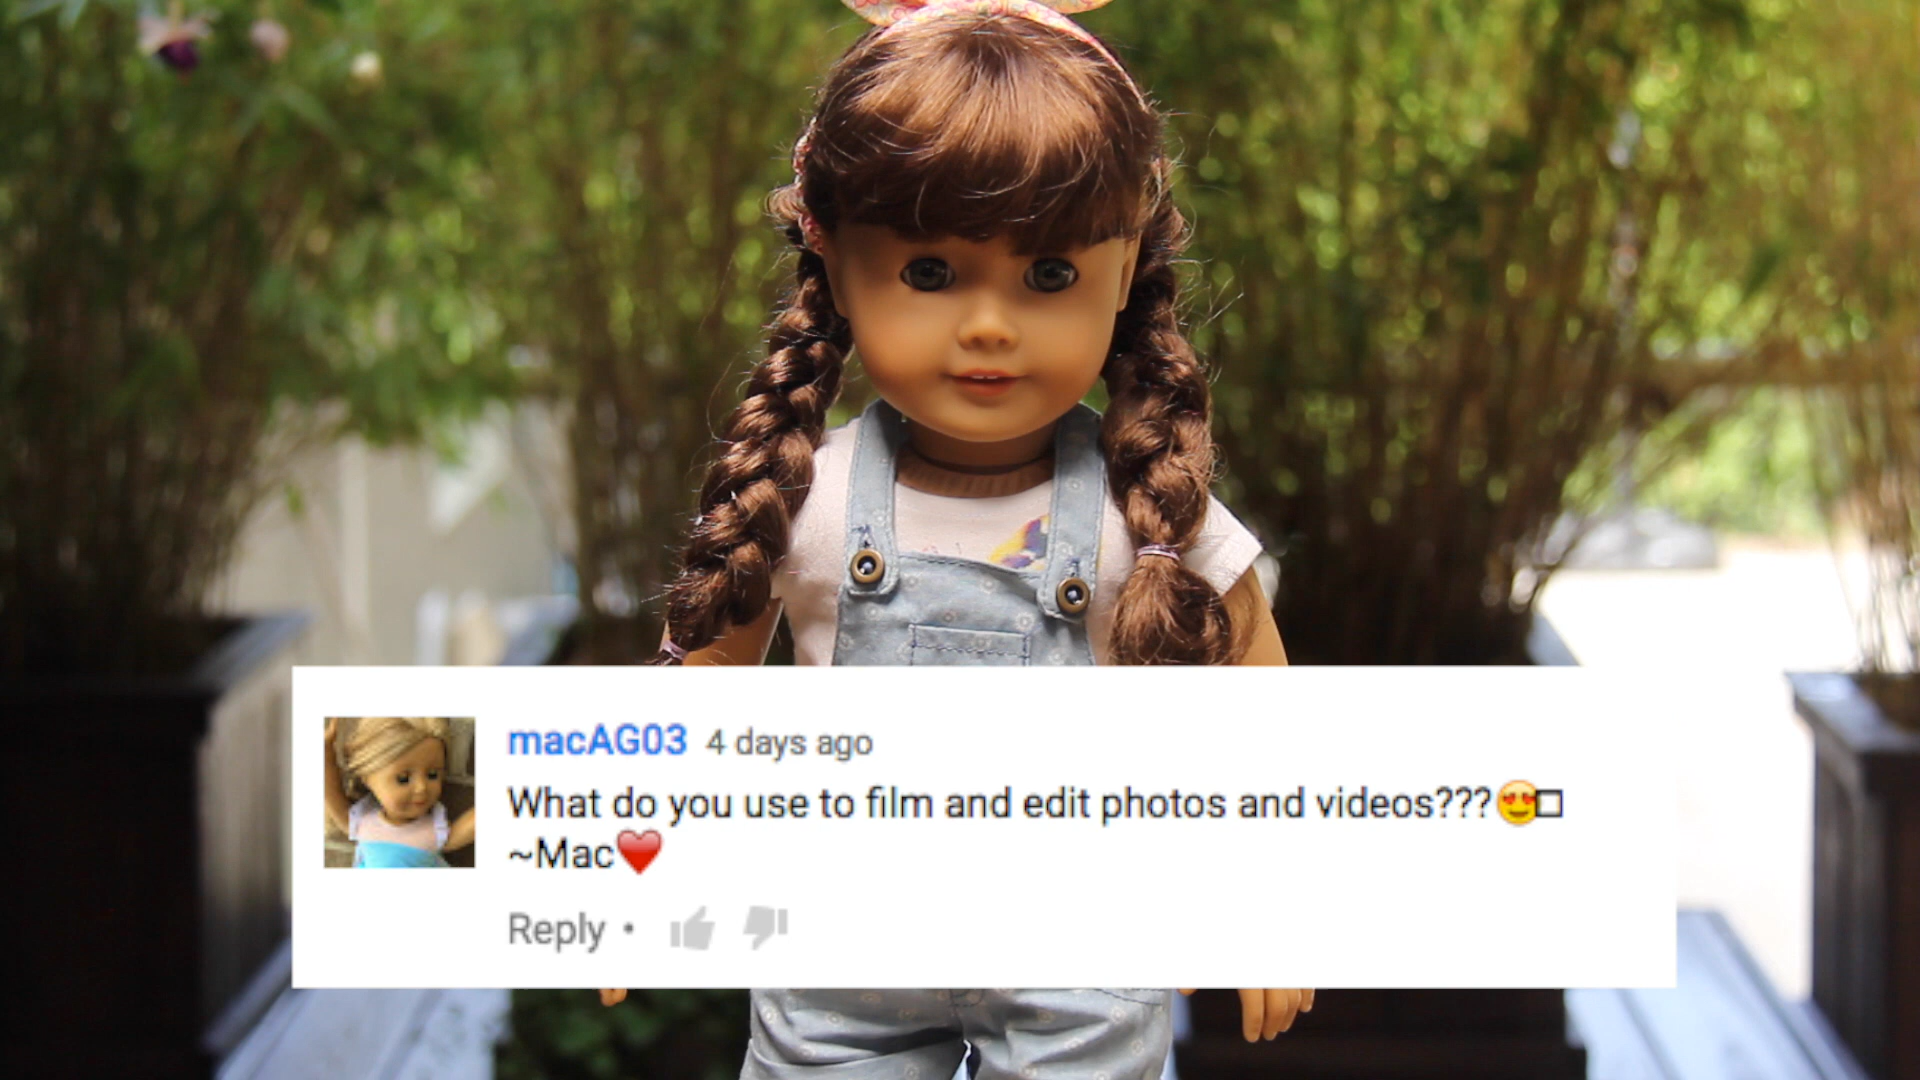 macAG03 4 days ago
What do you use to film and edit photos and videos???😍□
~Mac❤️
Reply •